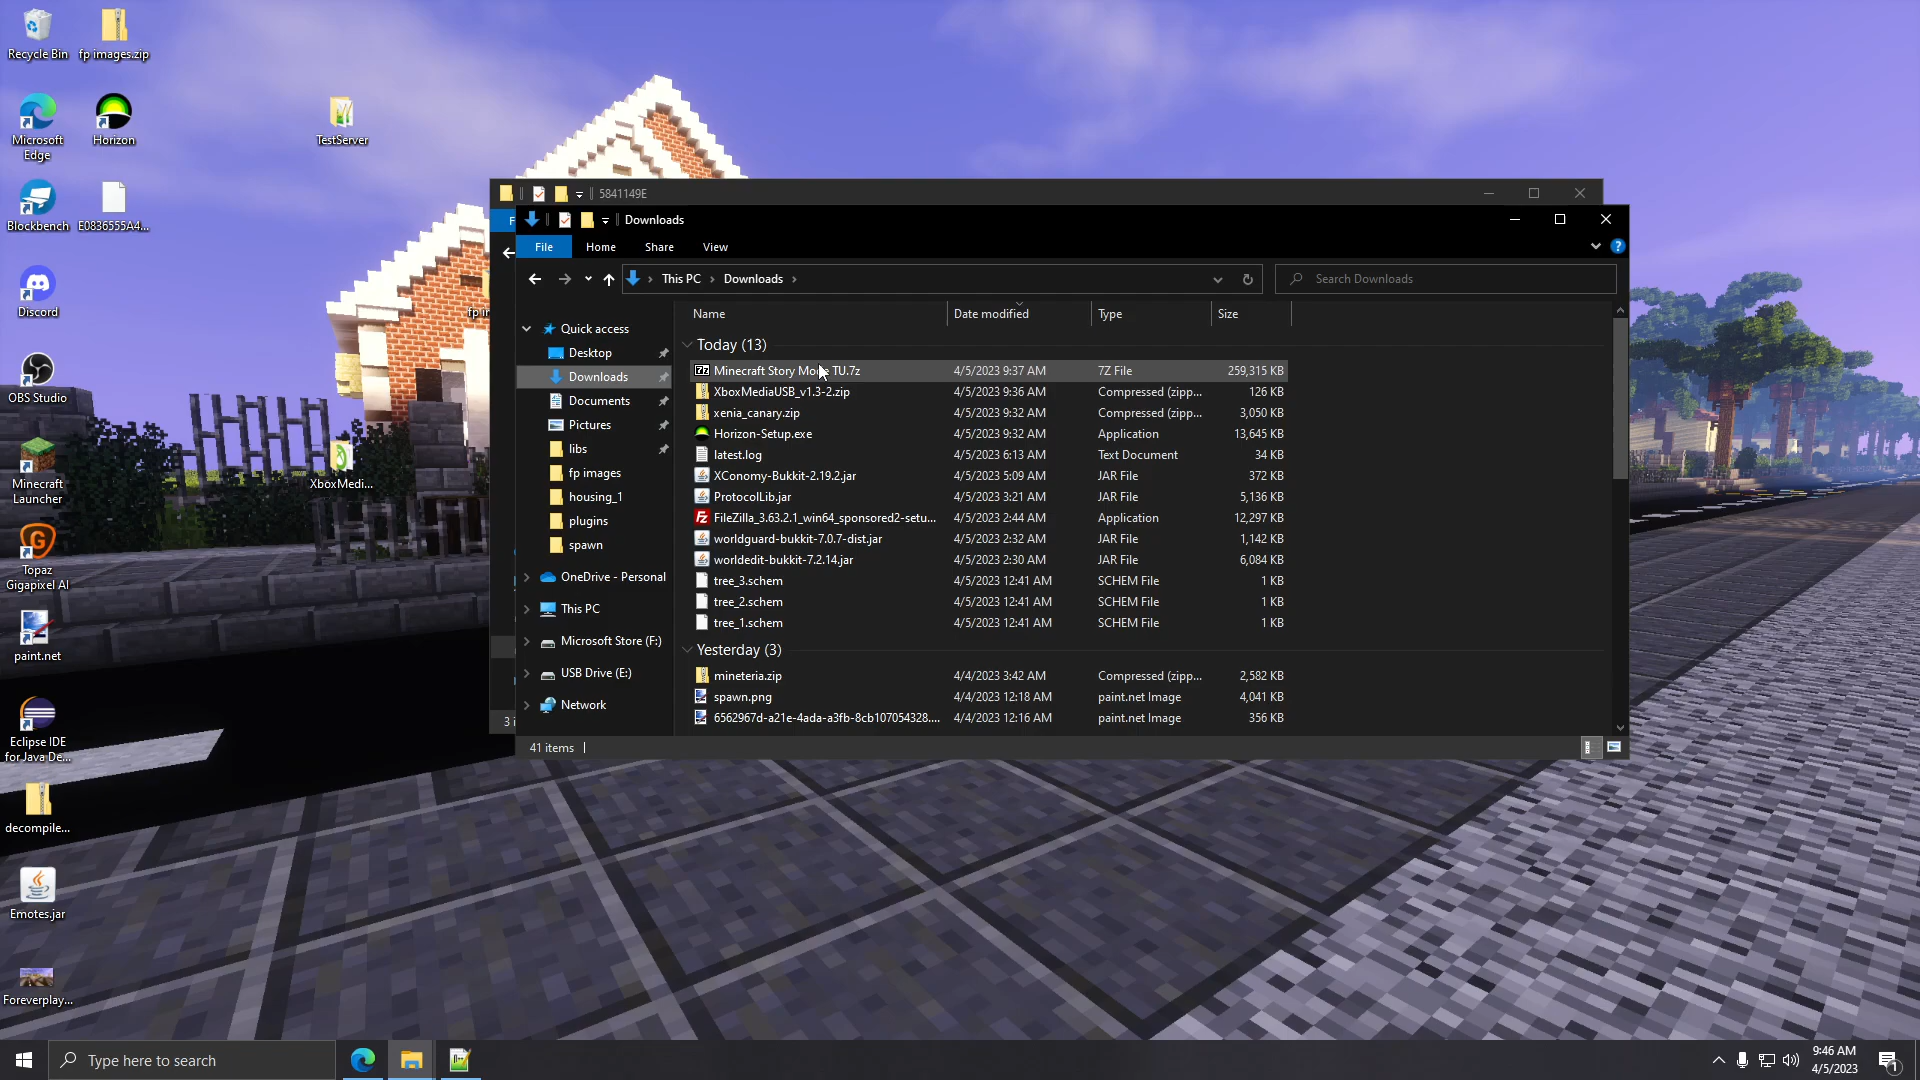 Recycle Bin
fp images.zip
Microsoft
Edge
Horizon
TestServer
Blockbench
E0836555A4...
Discord
OBS Studio
Minecraft
Launcher
XboxMedi...
Topaz
Gigapixel AI
paint.net
Eclipse IDE
for Java De...
decompile...
Emotes.jar
Foreverplay...
5841149E
Downloads
File
Home
Share
View
?
This PC
Downloads
Search Downloads
Name
Date modified
Type
Size
Quick access
Desktop
Downloads
Documents
Pictures
libs
fp images
housing_1
plugins
spawn
OneDrive - Personal
This PC
Microsoft Store (F:)
USB Drive (E:)
Network
Today (13)
Minecraft Story Mode TU.7z 4/5/2023 9:37 AM 7Z File 259,315 KB
XboxMediaUSB_v1.3-2.zip 4/5/2023 9:36 AM Compressed (zipp... 126 KB
xenia_canary.zip 4/5/2023 9:32 AM Compressed (zipp... 3,050 KB
Horizon-Setup.exe 4/5/2023 9:32 AM Application 13,645 KB
latest.log 4/5/2023 6:13 AM Text Document 34 KB
XConomy-Bukkit-2.19.2.jar 4/5/2023 5:09 AM JAR File 372 KB
ProtocolLib.jar 4/5/2023 3:21 AM JAR File 5,136 KB
FileZilla_3.63.2.1_win64_sponsored2-setu... 4/5/2023 2:44 AM Application 12,297 KB
worldguard-bukkit-7.0.7-dist.jar 4/5/2023 2:32 AM JAR File 1,142 KB
worldedit-bukkit-7.2.14.jar 4/5/2023 2:30 AM JAR File 6,084 KB
tree_3.schem 4/5/2023 12:41 AM SCHEM File 1 KB
tree_2.schem 4/5/2023 12:41 AM SCHEM File 1 KB
tree_1.schem 4/5/2023 12:41 AM SCHEM File 1 KB
Yesterday (3)
mineteria.zip 4/4/2023 3:42 AM Compressed (zipp... 2,582 KB
spawn.png 4/4/2023 12:18 AM paint.net Image 4,041 KB
6562967d-a21e-4ada-a3fb-8cb107054328.... 4/4/2023 12:16 AM paint.net Image 356 KB
41 items
Type here to search
9:46 AM
4/5/2023
1